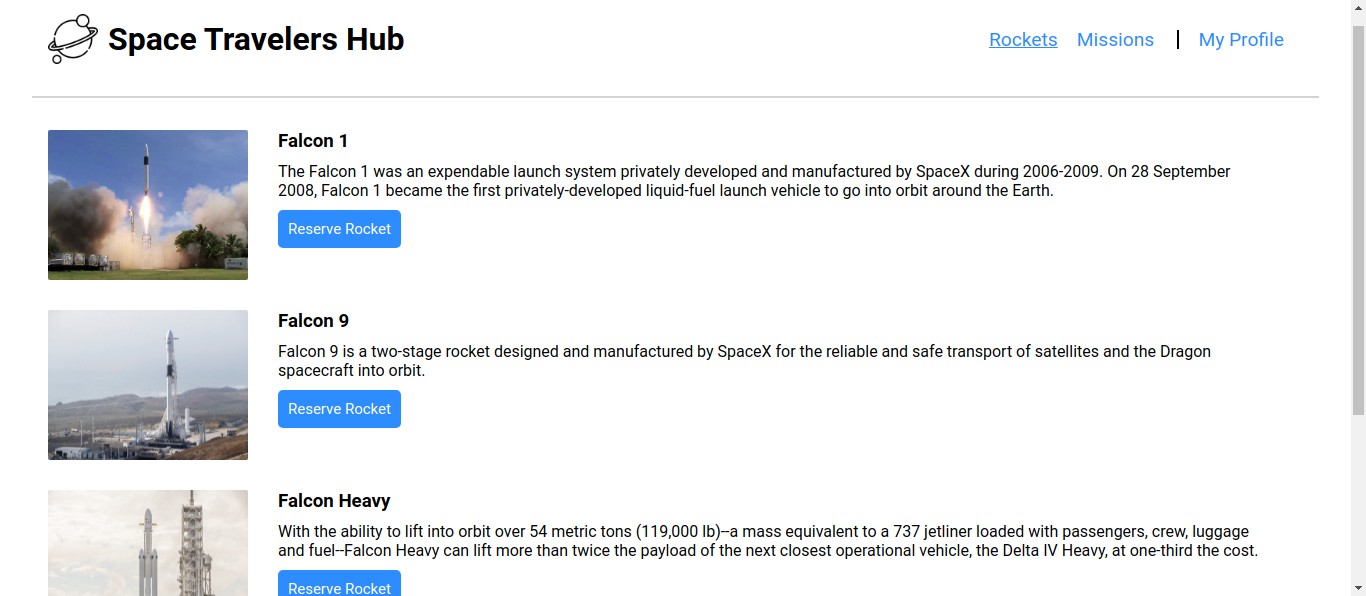 Space Travelers Hub
Rockets Missions | My Profile
Falcon 1
The Falcon 1 was an expendable launch system privately developed and manufactured by SpaceX during 2006-2009. On 28 September
2008, Falcon 1 became the first privately-developed liquid-fuel launch vehicle to go into orbit around the Earth.
Reserve Rocket
Falcon 9
Falcon 9 is a two-stage rocket designed and manufactured by SpaceX for the reliable and safe transport of satellites and the Dragon
spacecraft into orbit.
Reserve Rocket
Falcon Heavy
With the ability to lift into orbit over 54 metric tons (119,000 lb)--a mass equivalent to a 737 jetliner loaded with passengers, crew, luggage
and fuel--Falcon Heavy can lift more than twice the payload of the next closest operational vehicle, the Delta IV Heavy, at one-third the cost.
Reserve Rocket